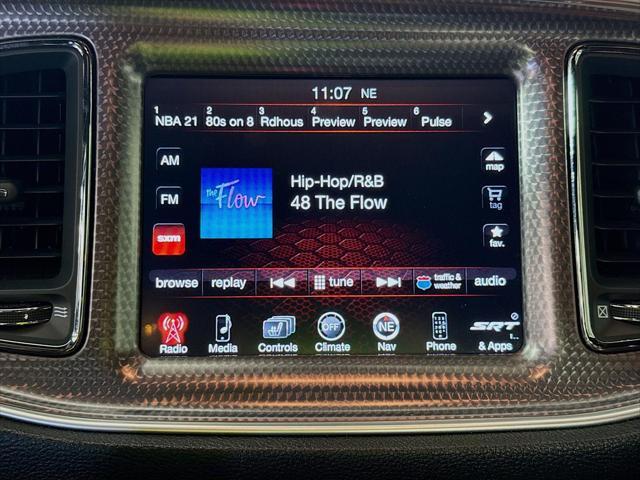 11:07 NE
1 2 3 4 5 6
NBA 21 80s on 8 Rdhous Preview Preview Pulse
AM
map
the Flow
Hip-Hop/R&B
48 The Flow
FM
tag
sxm
fav.
browse replay tune traffic & weather audio
OFF NE SRT
Radio Media Controls Climate Nav Phone & Apps